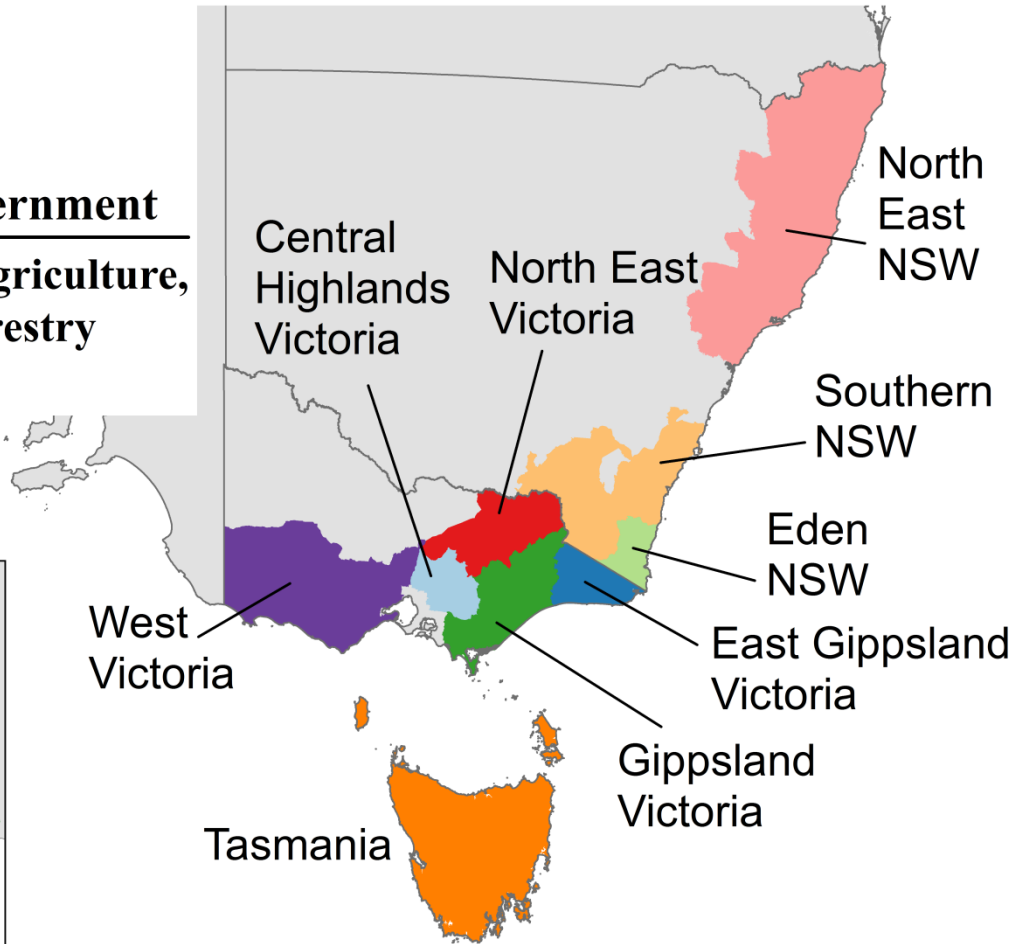 ernment
griculture,
restry
Central
Highlands
Victoria
North East
Victoria
North
East
NSW
Southern
NSW
Eden
NSW
West
Victoria
East Gippsland
Victoria
Gippsland
Victoria
Tasmania